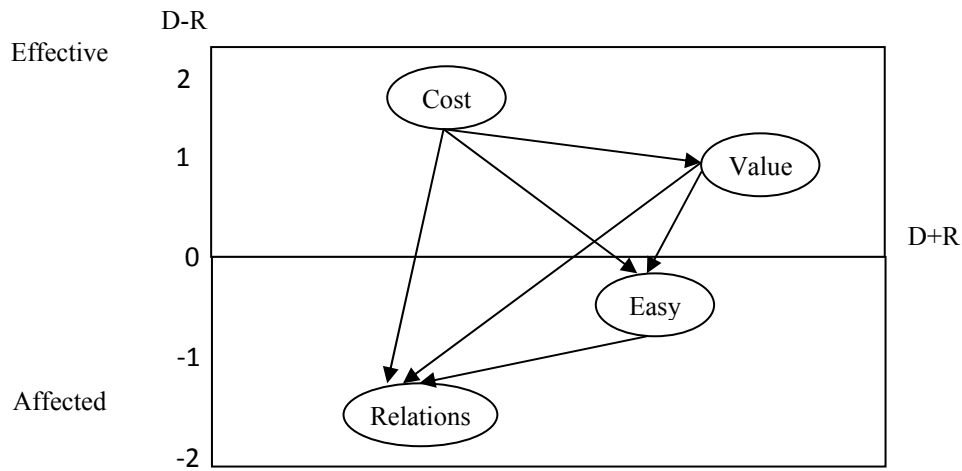 D-R
Effective
2
Cost
1
Value
0
D+R
Easy
-1
Affected
Relations
-2